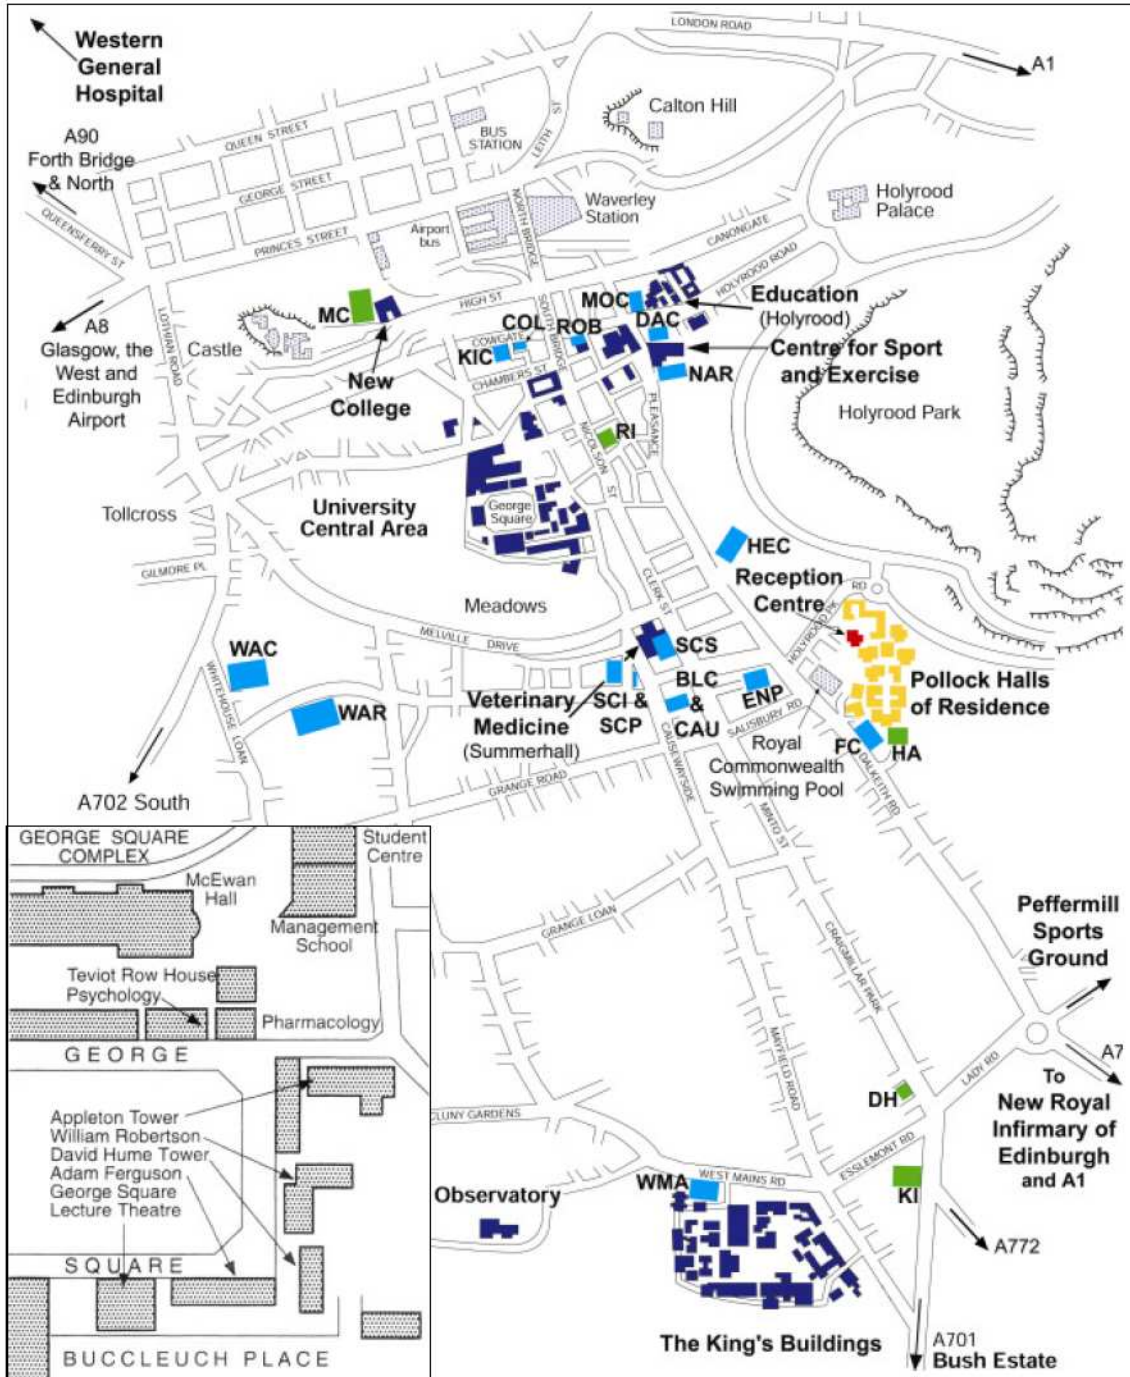 LONDON ROAD
A1
Western
General
Hospital
A90
Forth Bridge
& North
QUEENSFERRY ST
QUEEN STREET
GEORGE STREET
PRINCES STREET
BUS
STATION
LEITH ST
Calton Hill
Waverley
Station
NORTH BRIDGE
Airport
bus
Holyrood
Palace
CANONGATE
HOLYROOD ROAD
A8
Glasgow, the
West and
Edinburgh
Airport
LOTHIAN ROAD
MC
Castle
New
College
HIGH ST
COWGATE
COL
KIC
CHAMBERS ST
SOUTH BRIDGE
ROB
MOC
DAC
Education
(Holyrood)
Centre for Sport
and Exercise
NAR
Holyrood Park
PLEASANCE
NICOLSON ST
RI
University
Central Area
George
Square
Tollcross
GILMORE PL
Meadows
MELVILLE DRIVE
CLERK ST
HEC
Reception
Centre
HOLYROOD PK RD
WAC
WAR
WHITEHOUSE LOAN
Veterinary
Medicine
(Summerhall)
SCI &
SCP
SCS
BLC
&
CAU
ENP
SALISBURY RD
CAUSEWAYSIDE
Royal
Commonwealth
Swimming Pool
Pollock Halls
of Residence
FC
HA
DALKEITH RD
A702 South
GRANGE ROAD
MINTO ST
GRANGE LOAN
CRAIGMILLAR PARK
MAYFIELD ROAD
Peffermill
Sports
Ground
LADY RD
A7
To
New Royal
Infirmary of
Edinburgh
and A1
DH
ESSLEMONT RD
KI
A772
CLUNY GARDENS
Observatory
WMA
WEST MAINS RD
The King's Buildings
A701
Bush Estate
GEORGE SQUARE
COMPLEX
McEwan
Hall
Student
Centre
Management
School
Teviot Row House
Psychology
Pharmacology
GEORGE
Appleton Tower
William Robertson
David Hume Tower
Adam Ferguson
George Square
Lecture Theatre
SQUARE
BUCCLEUCH PLACE